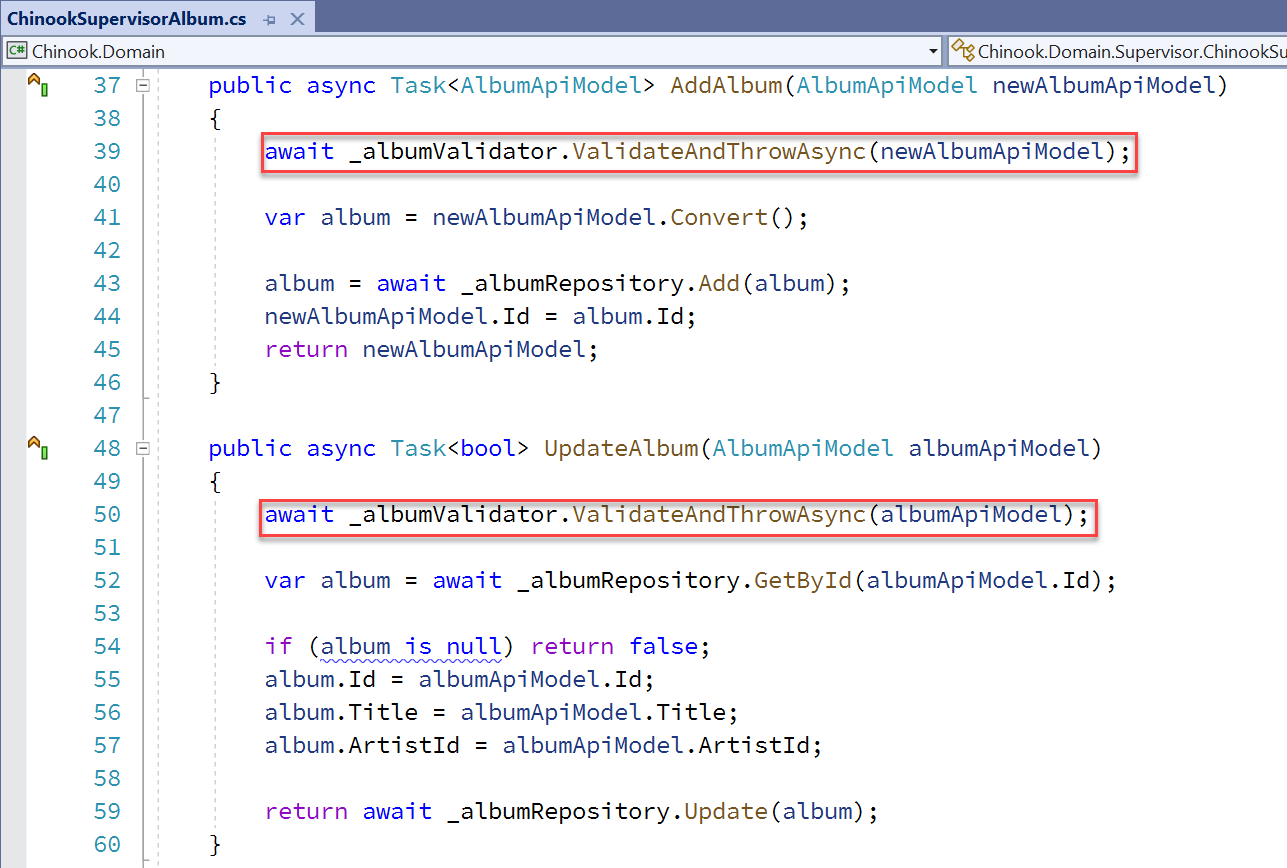 ChinookSupervisorAlbum.cs
C# Chinook.Domain
Chinook.Domain.Supervisor.ChinookSu
37 public async Task<AlbumApiModel> AddAlbum(AlbumApiModel newAlbumApiModel)
38 {
39 await _albumValidator.ValidateAndThrowAsync(newAlbumApiModel);
40
41 var album = newAlbumApiModel.Convert();
42
43 album = await _albumRepository.Add(album);
44 newAlbumApiModel.Id = album.Id;
45 return newAlbumApiModel;
46 }
47
48 public async Task<bool> UpdateAlbum(AlbumApiModel albumApiModel)
49 {
50 await _albumValidator.ValidateAndThrowAsync(albumApiModel);
51
52 var album = await _albumRepository.GetById(albumApiModel.Id);
53
54 if (album is null) return false;
55 album.Id = albumApiModel.Id;
56 album.Title = albumApiModel.Title;
57 album.ArtistId = albumApiModel.ArtistId;
58
59 return await _albumRepository.Update(album);
60 }